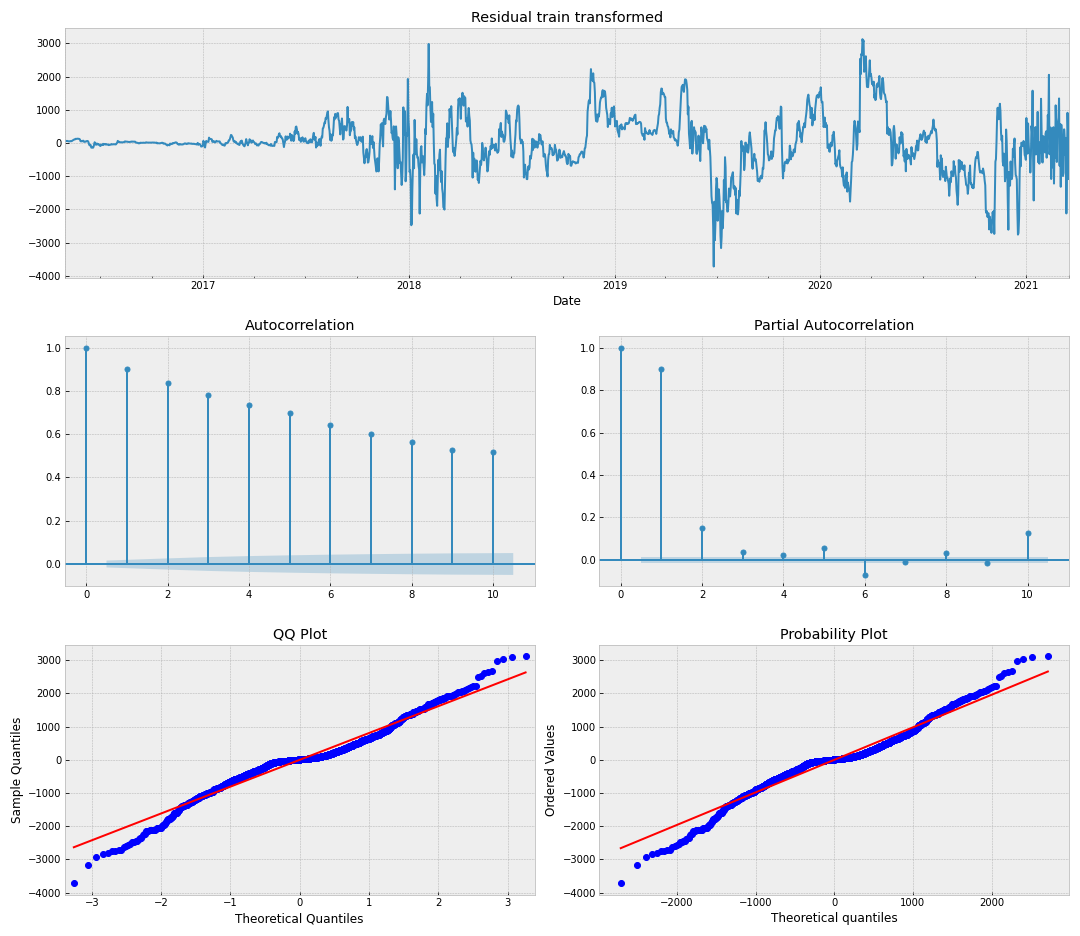 Residual train transformed
3000
2000
1000
0
−1000
−2000
−3000
−4000
2017 2018 2019 2020 2021
Date
Autocorrelation
1.0
0.8
0.6
0.4
0.2
0.0
0 2 4 6 8 10
Partial Autocorrelation
1.0
0.8
0.6
0.4
0.2
0.0
0 2 4 6 8 10
QQ Plot
Sample Quantiles
3000
2000
1000
0
−1000
−2000
−3000
−4000
−3 −2 −1 0 1 2 3
Theoretical Quantiles
Probability Plot
Ordered Values
3000
2000
1000
0
−1000
−2000
−3000
−4000
−2000 −1000 0 1000 2000
Theoretical quantiles